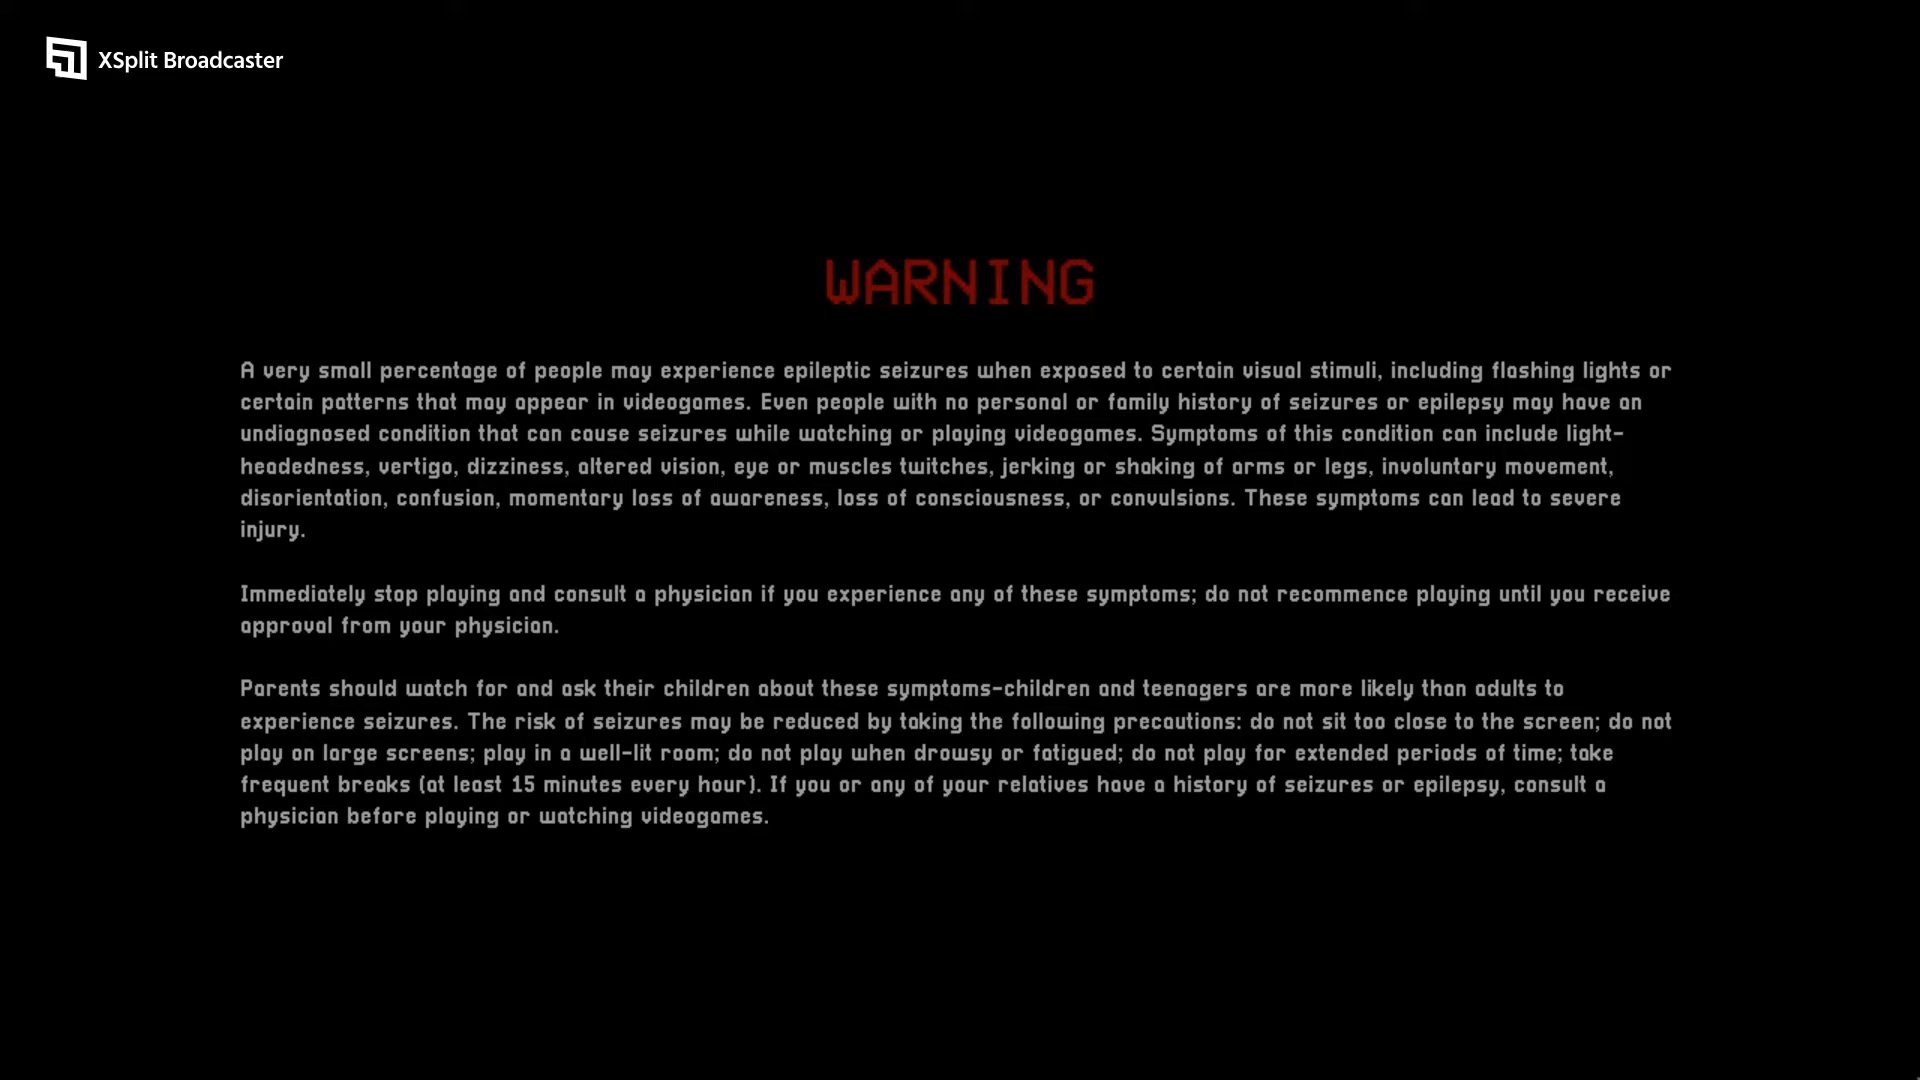 XSplit Broadcaster
WARNING
A very small percentage of people may experience epileptic seizures when exposed to certain visual stimuli, including flashing lights or
certain patterns that may appear in videogames. Even people with no personal or family history of seizures or epilepsy may have an
undiagnosed condition that can cause seizures while watching or playing videogames. Symptoms of this condition can include light-
headedness, vertigo, dizziness, altered vision, eye or muscles twitches, jerking or shaking of arms or legs, involuntary movement,
disorientation, confusion, momentary loss of awareness, loss of consciousness, or convulsions. These symptoms can lead to severe
injury.
Immediately stop playing and consult a physician if you experience any of these symptoms; do not recommence playing until you receive
approval from your physician.
Parents should watch for and ask their children about these symptoms-children and teenagers are more likely than adults to
experience seizures. The risk of seizures may be reduced by taking the following precautions: do not sit too close to the screen; do not
play on large screens; play in a well-lit room; do not play when drowsy or fatigued; do not play for extended periods of time; take
frequent breaks (at least 15 minutes every hour). If you or any of your relatives have a history of seizures or epilepsy, consult a
physician before playing or watching videogames.